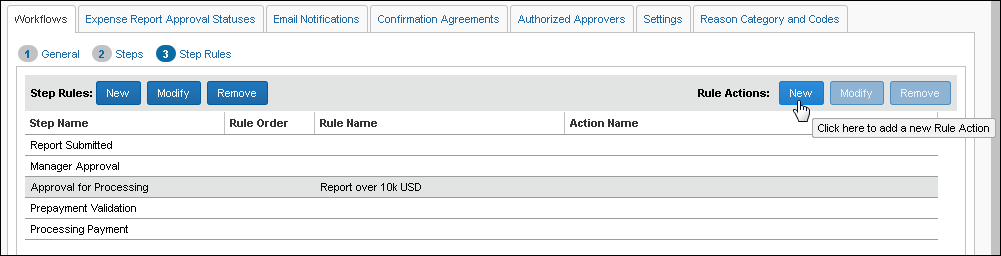 Workflows Expense Report Approval Statuses Email Notifications Confirmation Agreements Authorized Approvers Settings Reason Category and Codes
1 General 2 Steps 3 Step Rules
Step Rules: New Modify Remove Rule Actions: New Modify Remove
Step Name Rule Order Rule Name Action Name
Click here to add a new Rule Action
Report Submitted
Manager Approval
Approval for Processing Report over 10k USD
Prepayment Validation
Processing Payment